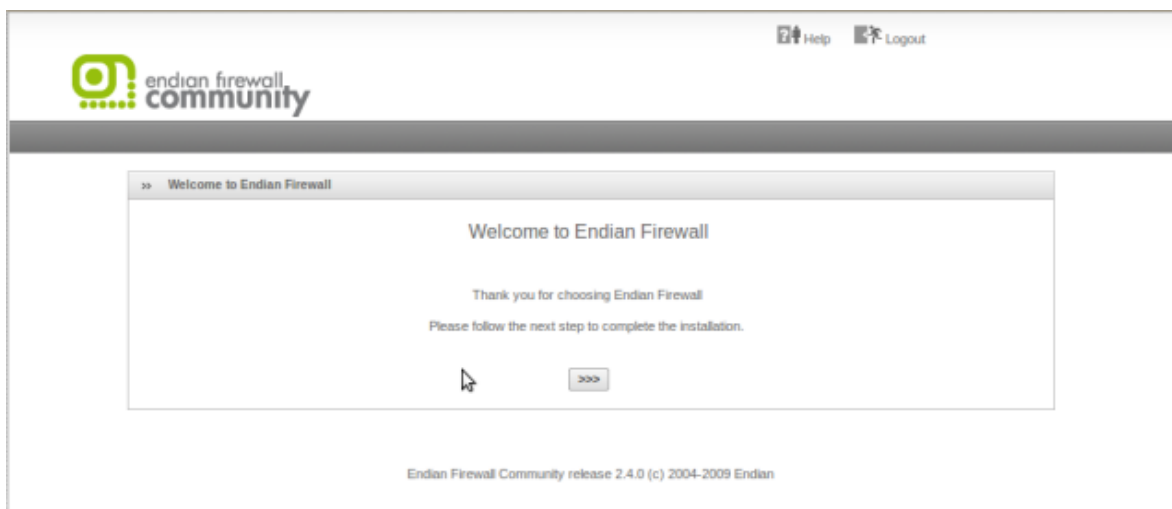 Help Logout
endian firewall
community
» Welcome to Endian Firewall
Welcome to Endian Firewall
Thank you for choosing Endian Firewall
Please follow the next step to complete the installation.
>>>
Endian Firewall Community release 2.4.0 (c) 2004-2009 Endian